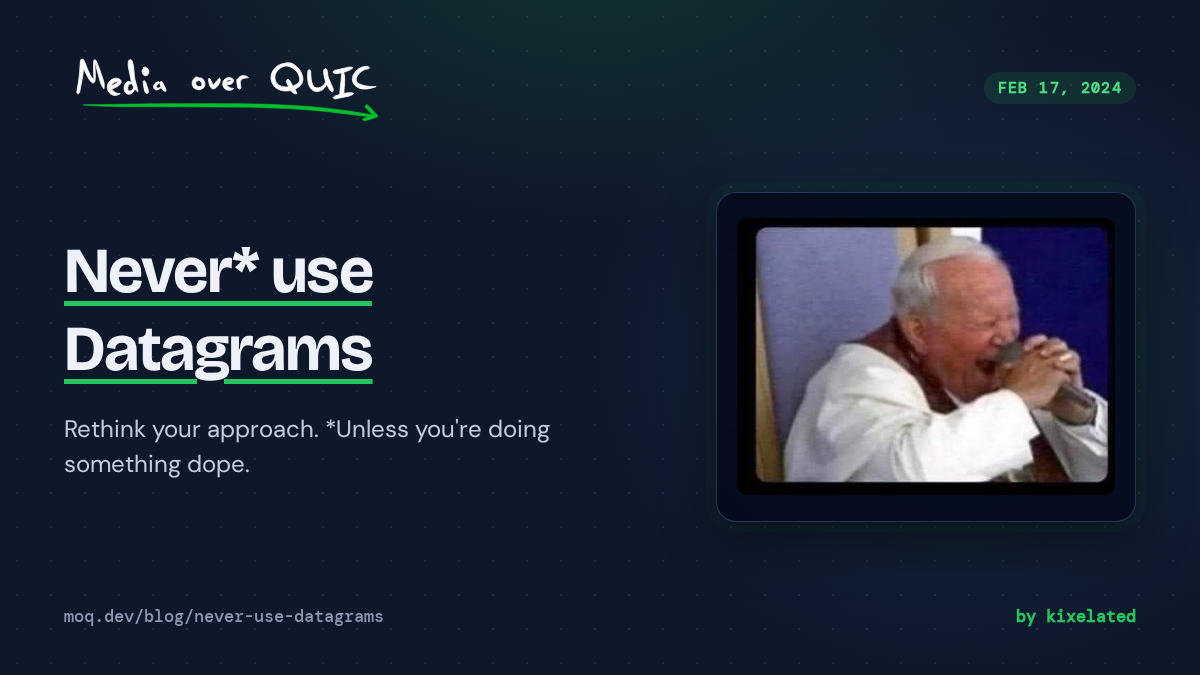 Media over QUIC
FEB 17, 2024
Never* use
Datagrams
Rethink your approach. *Unless you're doing
something dope.
moq.dev/blog/never-use-datagrams
by kixelated